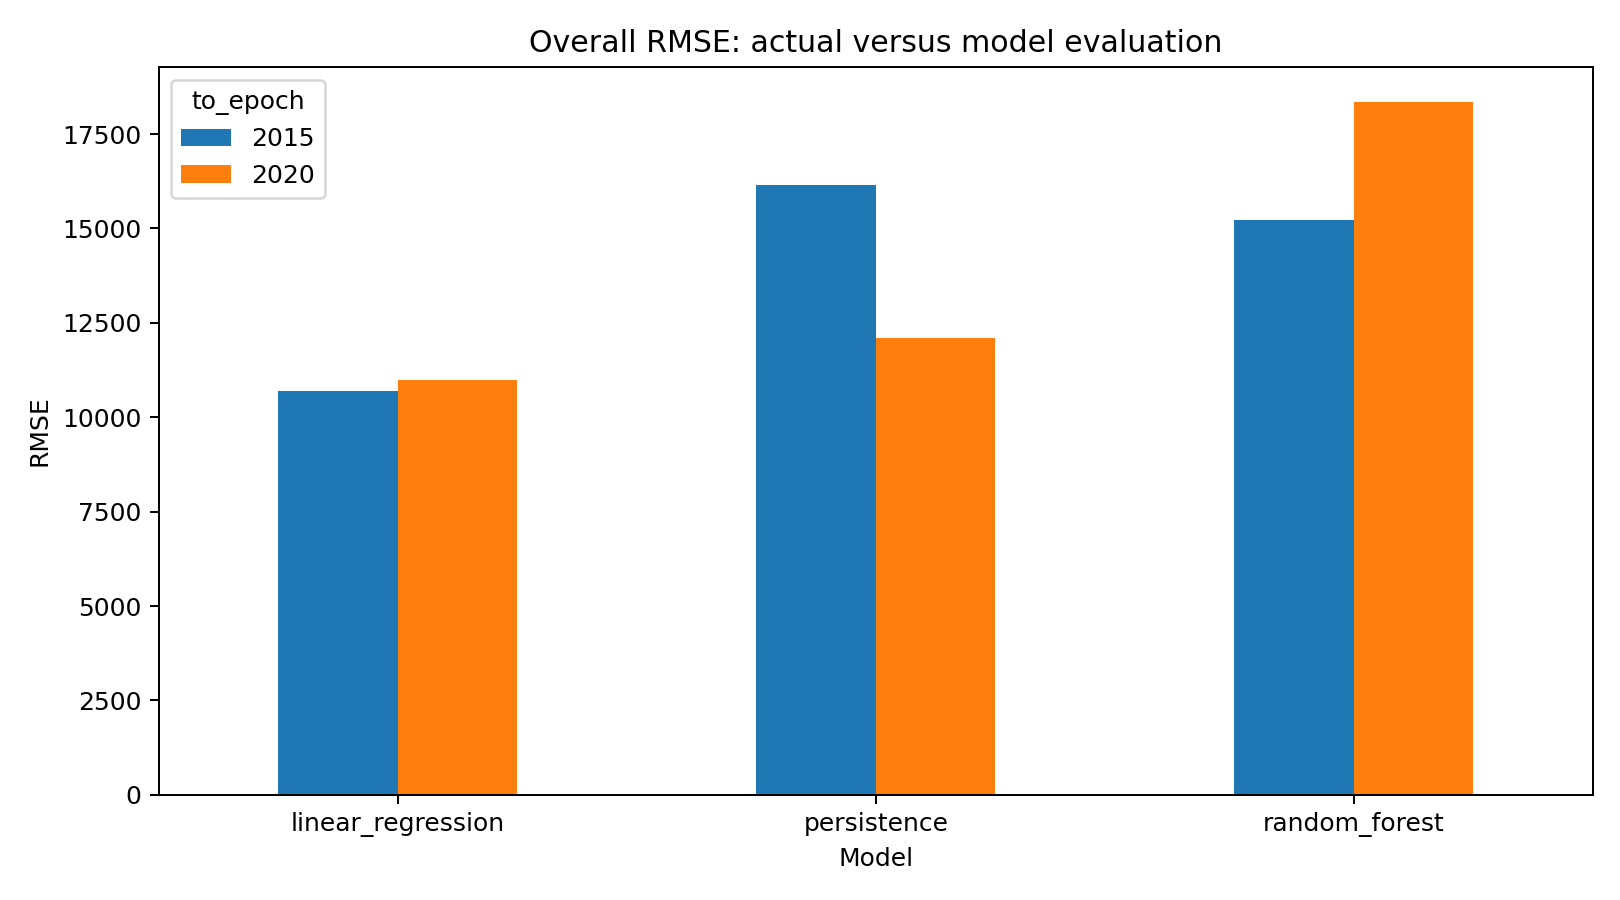 Overall RMSE: actual versus model evaluation
to_epoch
2015
2020
17500
15000
12500
10000
7500
5000
2500
0
RMSE
linear_regression
persistence
random_forest
Model